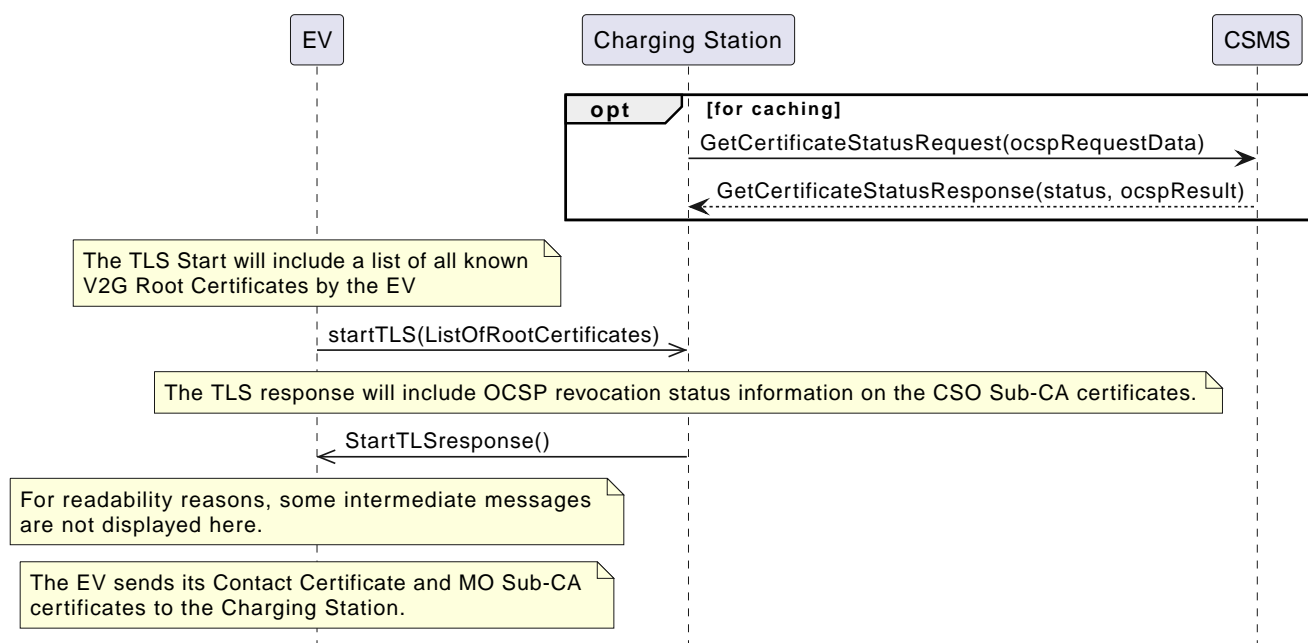 EV
Charging Station
CSMS
opt
[for caching]
GetCertificateStatusRequest(ocspRequestData)
GetCertificateStatusResponse(status, ocspResult)
The TLS Start will include a list of all known
V2G Root Certificates by the EV
startTLS(ListOfRootCertificates)
The TLS response will include OCSP revocation status information on the CSO Sub-CA certificates.
StartTLSresponse()
For readability reasons, some intermediate messages
are not displayed here.
The EV sends its Contact Certificate and MO Sub-CA
certificates to the Charging Station.